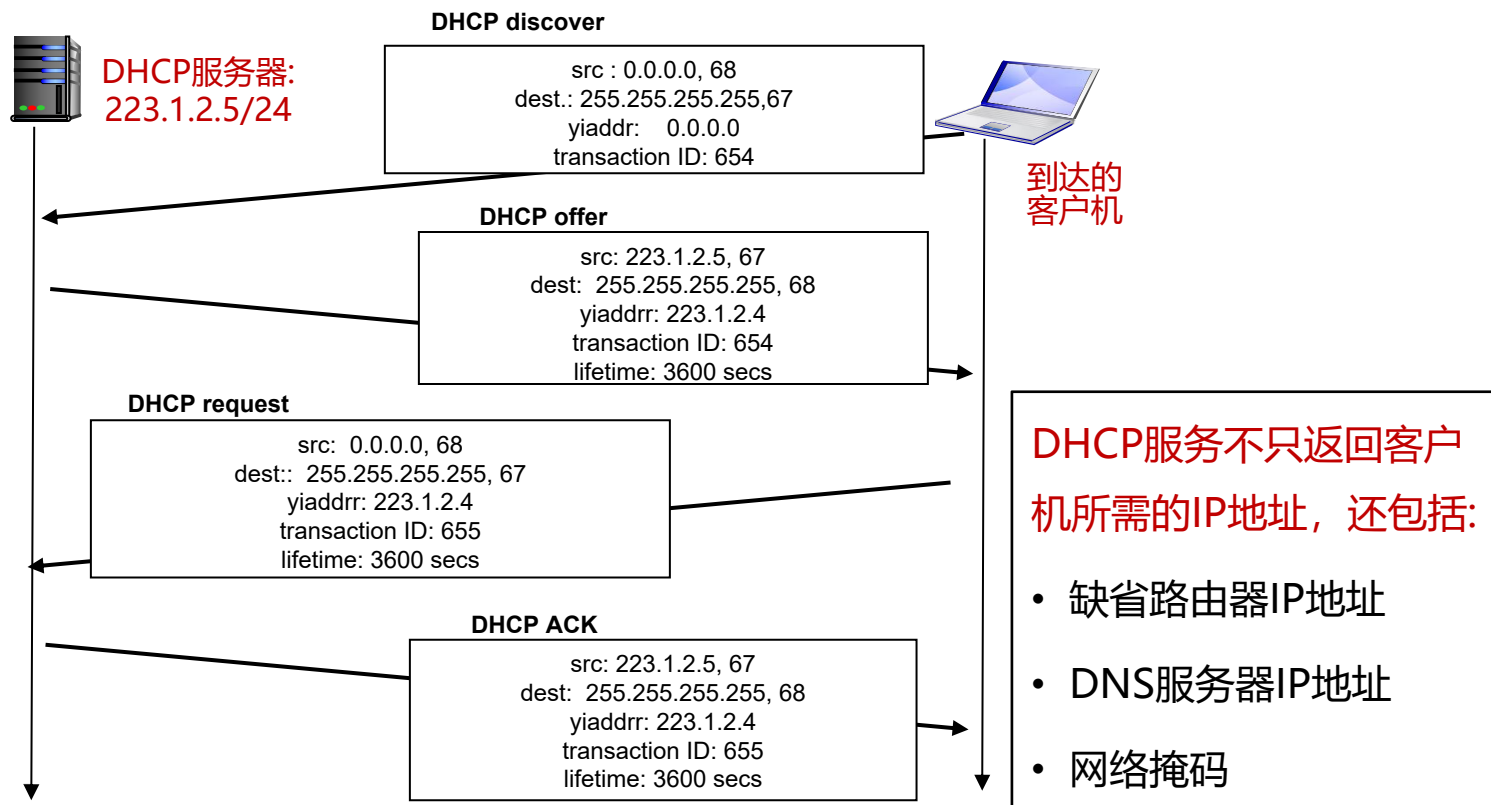 DHCP discover
DHCP服务器:
223.1.2.5/24
src : 0.0.0.0, 68
dest.: 255.255.255.255,67
yiaddr: 0.0.0.0
transaction ID: 654
到达的
客户机
DHCP offer
src: 223.1.2.5, 67
dest: 255.255.255.255, 68
yiaddrr: 223.1.2.4
transaction ID: 654
lifetime: 3600 secs
DHCP request
src: 0.0.0.0, 68
dest:: 255.255.255.255, 67
yiaddrr: 223.1.2.4
transaction ID: 655
lifetime: 3600 secs
DHCP ACK
src: 223.1.2.5, 67
dest: 255.255.255.255, 68
yiaddrr: 223.1.2.4
transaction ID: 655
lifetime: 3600 secs
DHCP服务不只返回客户
机所需的IP地址，还包括:
• 缺省路由器IP地址
• DNS服务器IP地址
• 网络掩码